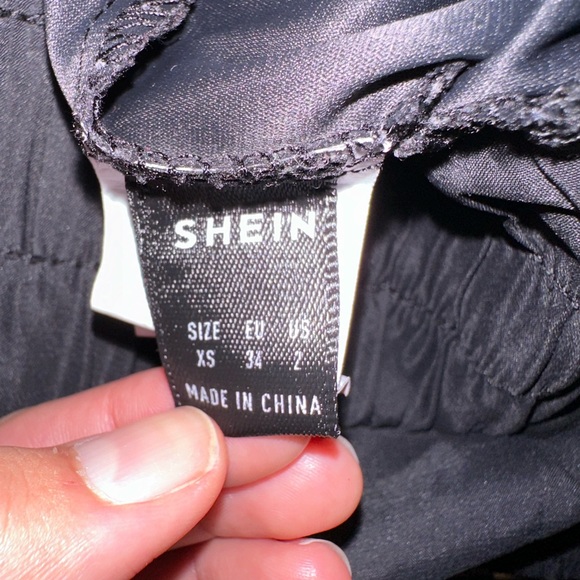 SHEIN
SIZE EU US
XS 34 2
MADE IN CHINA